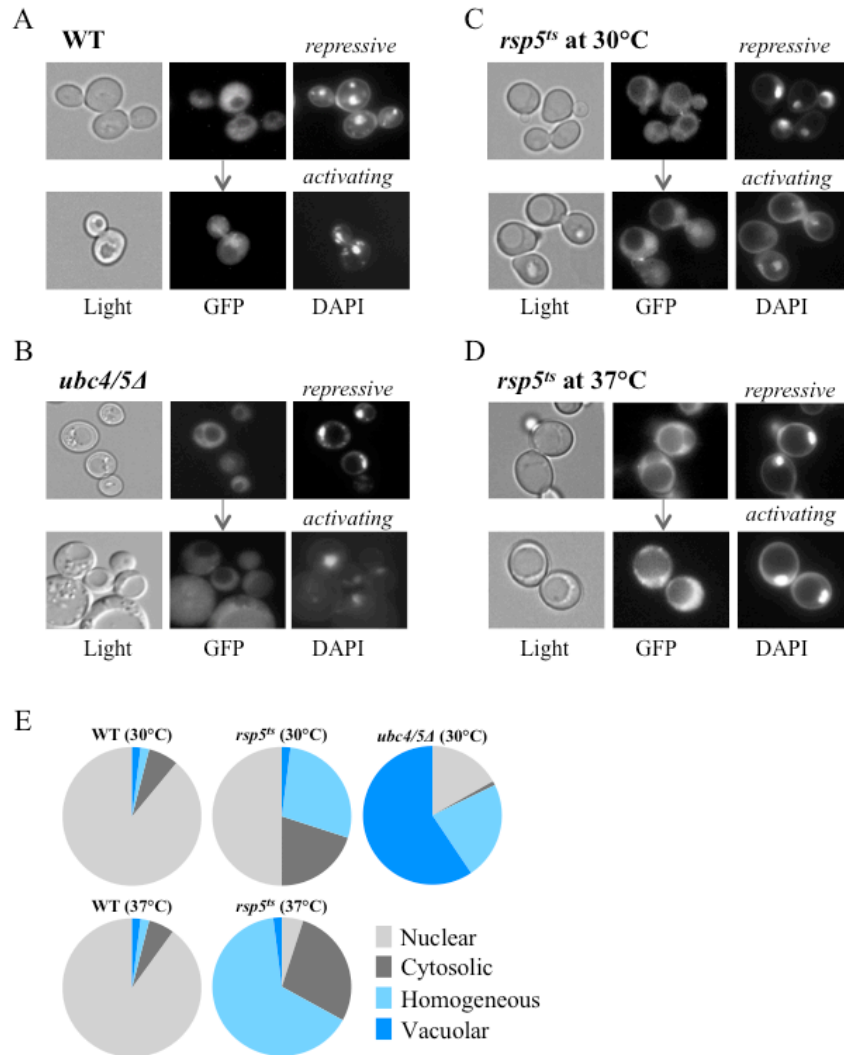 A
WT
repressive
activating
Light GFP DAPI
B
ubc4/5Δ
repressive
activating
Light GFP DAPI
C
rsp5ts at 30°C
repressive
activating
Light GFP DAPI
D
rsp5ts at 37°C
repressive
activating
Light GFP DAPI
E
WT (30°C)
rsp5ts (30°C)
ubc4/5Δ (30°C)
WT (37°C)
rsp5ts (37°C)
Nuclear
Cytosolic
Homogeneous
Vacuolar